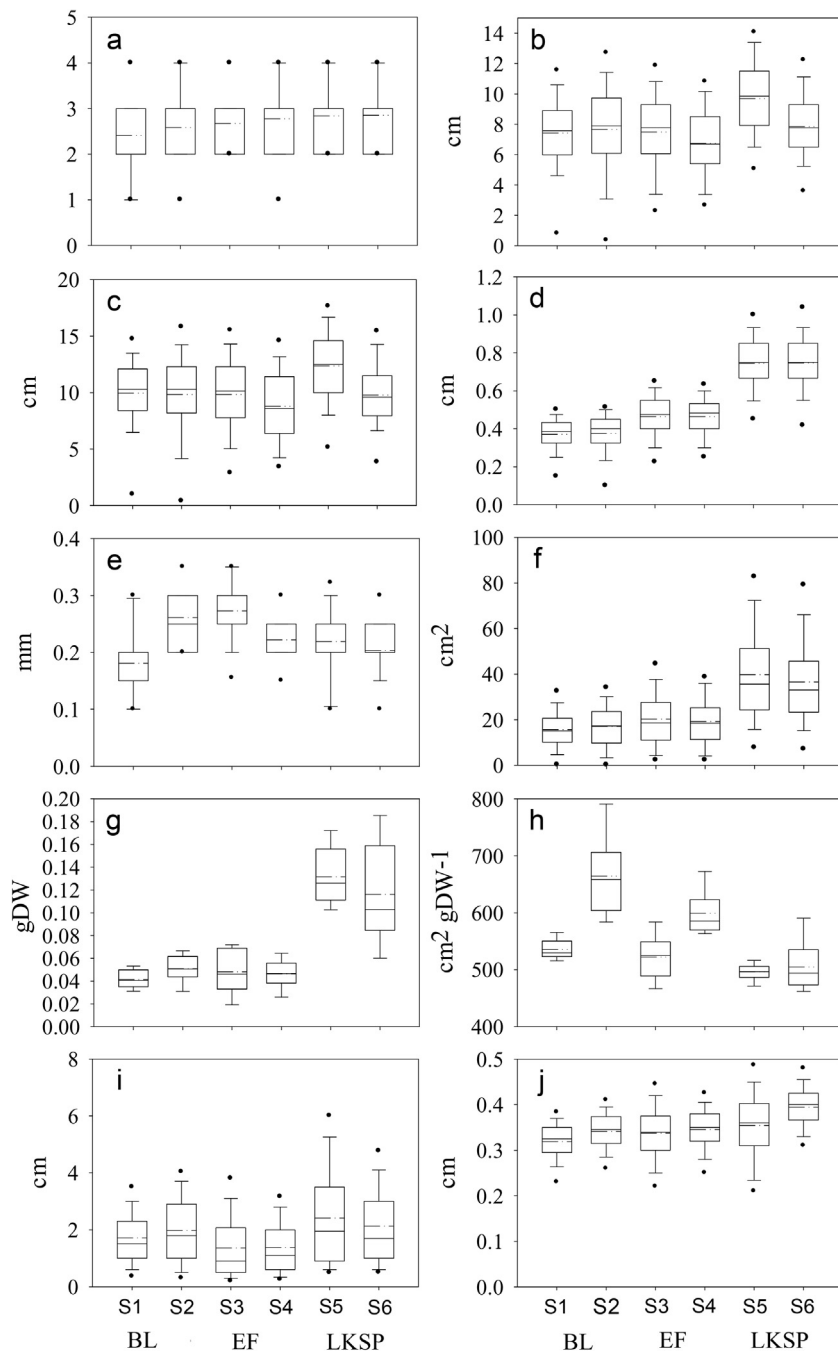 a
5
4
3
2
1
0
b
cm
14
12
10
8
6
4
2
0
c
cm
20
15
10
5
0
d
cm
1.2
1.0
0.8
0.6
0.4
0.2
0.0
e
mm
0.4
0.3
0.2
0.1
0.0
f
cm2
100
80
60
40
20
0
g
gDW
0.20
0.18
0.16
0.14
0.12
0.10
0.08
0.06
0.04
0.02
0.00
h
cm2 gDW-1
800
700
600
500
400
i
cm
8
6
4
2
0
S1 S2 S3 S4 S5 S6
BL EF LKSP
j
cm
0.5
0.4
0.3
0.2
0.1
0.0
S1 S2 S3 S4 S5 S6
BL EF LKSP